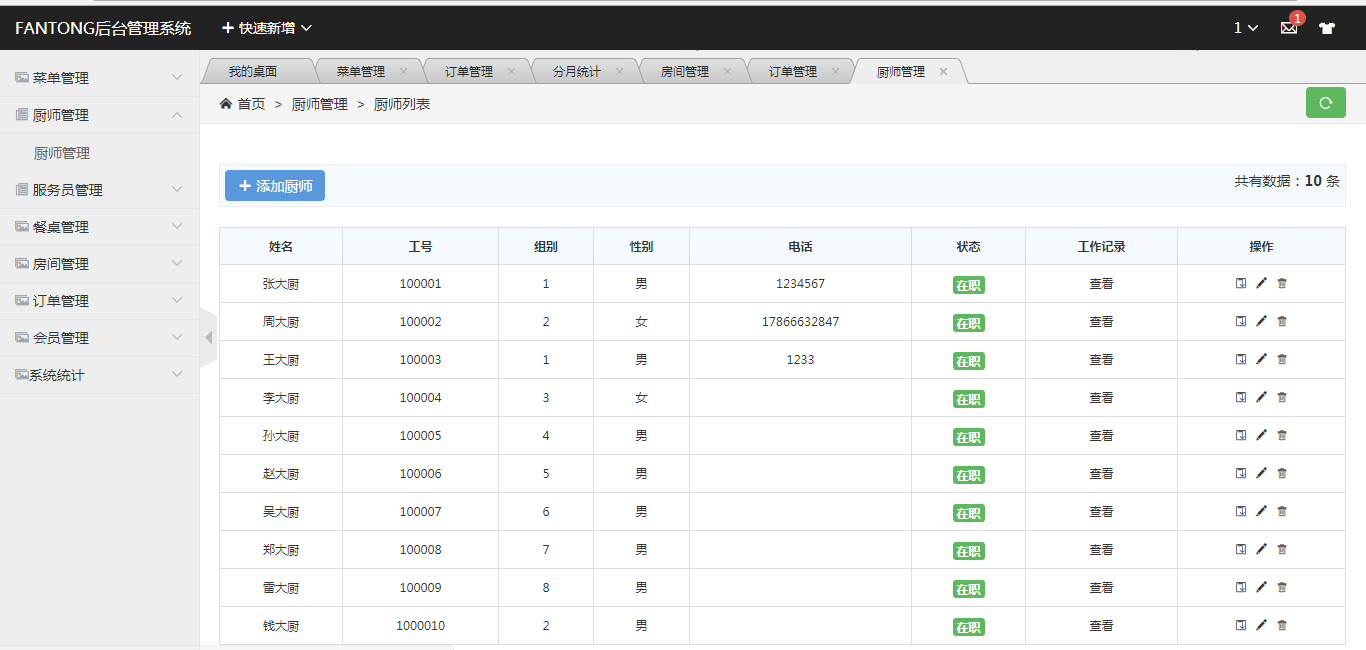 FANTONG后台管理系统 快速新增 1 1
我的桌面 菜单管理 订单管理 分月统计 房间管理 订单管理 厨师管理
首页 > 厨师管理 > 厨师列表
菜单管理
厨师管理
厨师管理
服务员管理
餐桌管理
房间管理
订单管理
会员管理
系统统计
添加厨师 共有数据：10 条
姓名 工号 组别 性别 电话 状态 工作记录 操作
张大厨 100001 1 男 1234567 在职 查看
周大厨 100002 2 女 17866632847 在职 查看
王大厨 100003 1 男 1233 在职 查看
李大厨 100004 3 女 在职 查看
孙大厨 100005 4 男 在职 查看
赵大厨 100006 5 男 在职 查看
吴大厨 100007 6 男 在职 查看
郑大厨 100008 7 男 在职 查看
雷大厨 100009 8 男 在职 查看
钱大厨 1000010 2 男 在职 查看